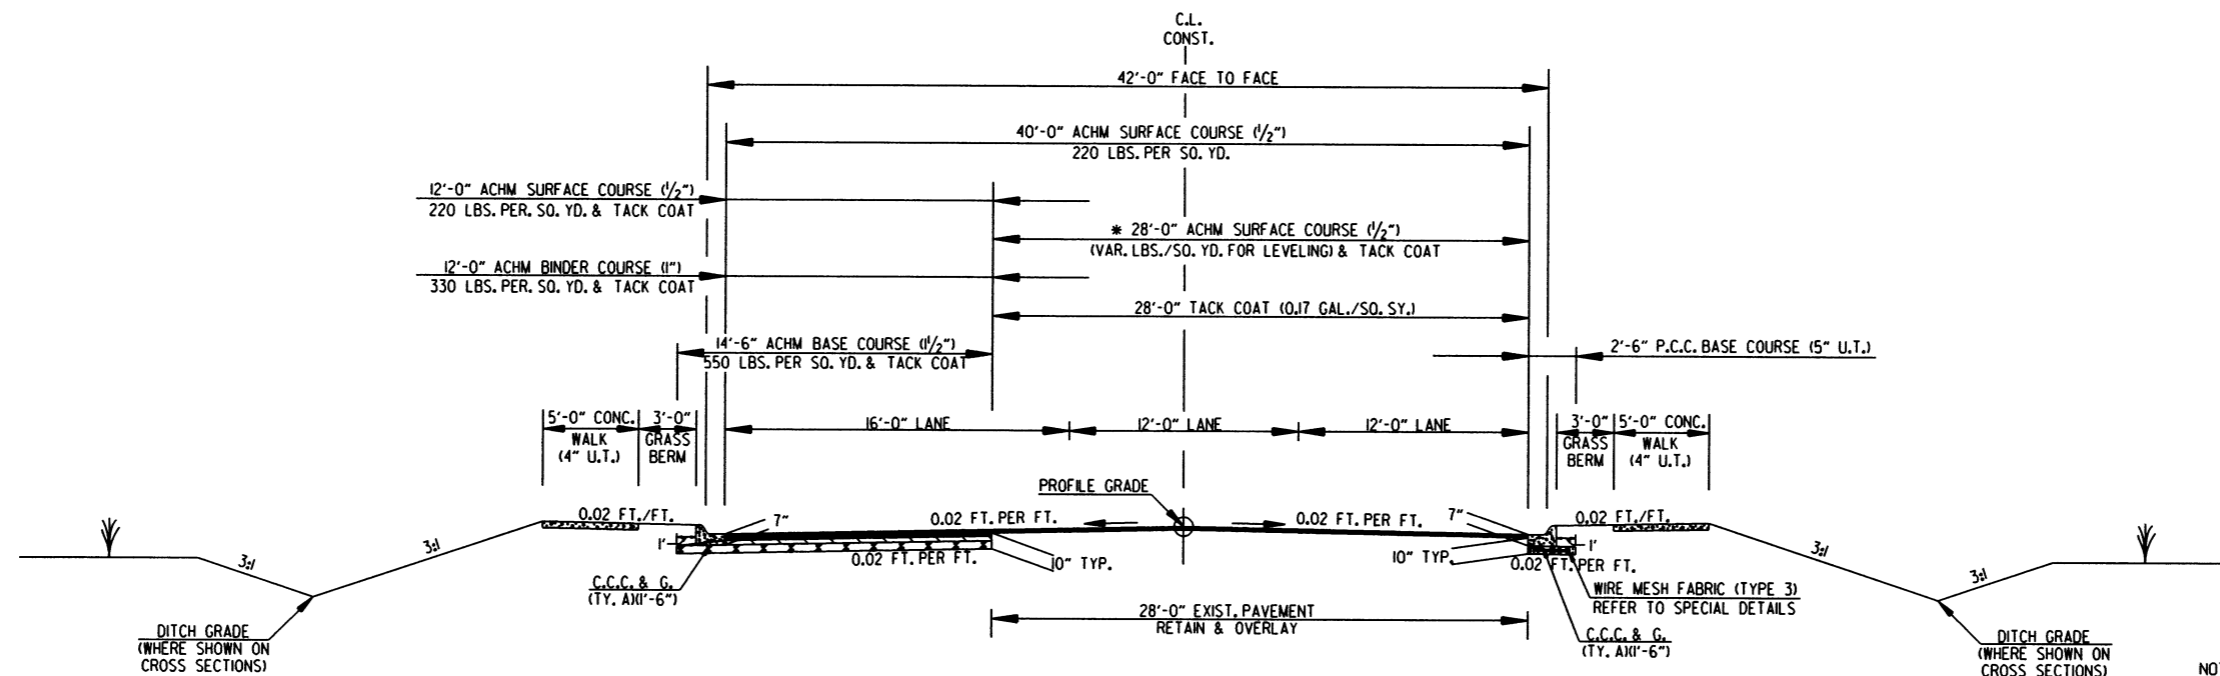 C.L.
CONST.
42'-0" FACE TO FACE
40'-0" ACHM SURFACE COURSE (1/2")
220 LBS. PER SQ. YD.
12'-0" ACHM SURFACE COURSE (1/2")
220 LBS. PER. SQ. YD. & TACK COAT
* 28'-0" ACHM SURFACE COURSE (1/2")
(VAR. LBS./SQ. YD. FOR LEVELING) & TACK COAT
12'-0" ACHM BINDER COURSE (1")
330 LBS. PER. SQ. YD. & TACK COAT
28'-0" TACK COAT (0.17 GAL./SQ. SY.)
14'-6" ACHM BASE COURSE (1 1/2")
550 LBS. PER SQ. YD. & TACK COAT
2'-6" P.C.C. BASE COURSE (5" U.T.)
5'-0" CONC.
WALK
(4" U.T.)
3'-0"
GRASS
BERM
16'-0" LANE
12'-0" LANE
12'-0" LANE
3'-0"
GRASS
BERM
5'-0" CONC.
WALK
(4" U.T.)
PROFILE GRADE
0.02 FT./FT.
7"
0.02 FT. PER FT.
0.02 FT. PER FT.
7"
0.02 FT./FT.
1'
1'
3:1
3:1
0.02 FT. PER FT.
10" TYP.
10" TYP.
0.02 FT. PER FT.
3:1
3:1
C.C.C. & G.
(TY. A)(1'-6")
WIRE MESH FABRIC (TYPE 3)
REFER TO SPECIAL DETAILS
28'-0" EXIST. PAVEMENT
RETAIN & OVERLAY
DITCH GRADE
(WHERE SHOWN ON
CROSS SECTIONS)
C.C.C. & G.
(TY. A)(1'-6")
DITCH GRADE
(WHERE SHOWN ON
CROSS SECTIONS)